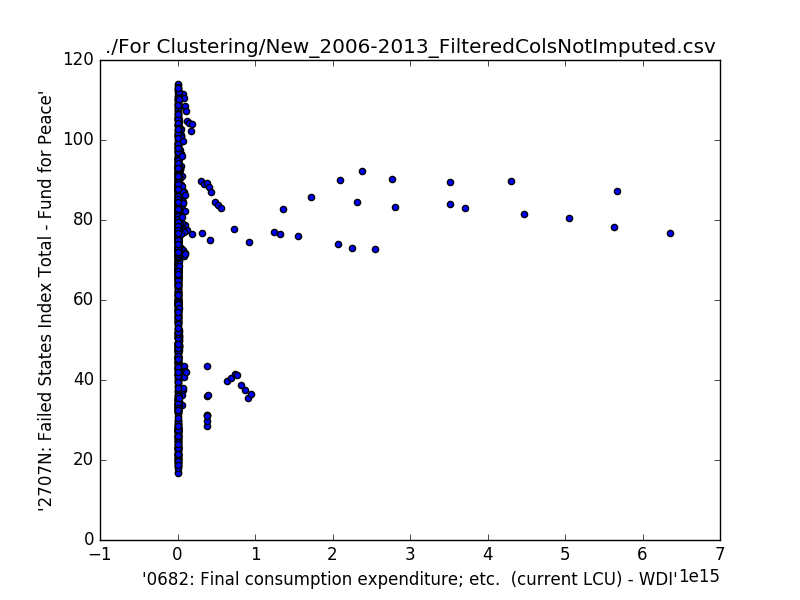 ./For Clustering/New_2006-2013_FilteredColsNotImputed.csv
120
100
80
60
40
20
0
'2707N: Failed States Index Total - Fund for Peace'
−1 0 1 2 3 4 5 6 7
1e15
'0682: Final consumption expenditure; etc.  (current LCU) - WDI'